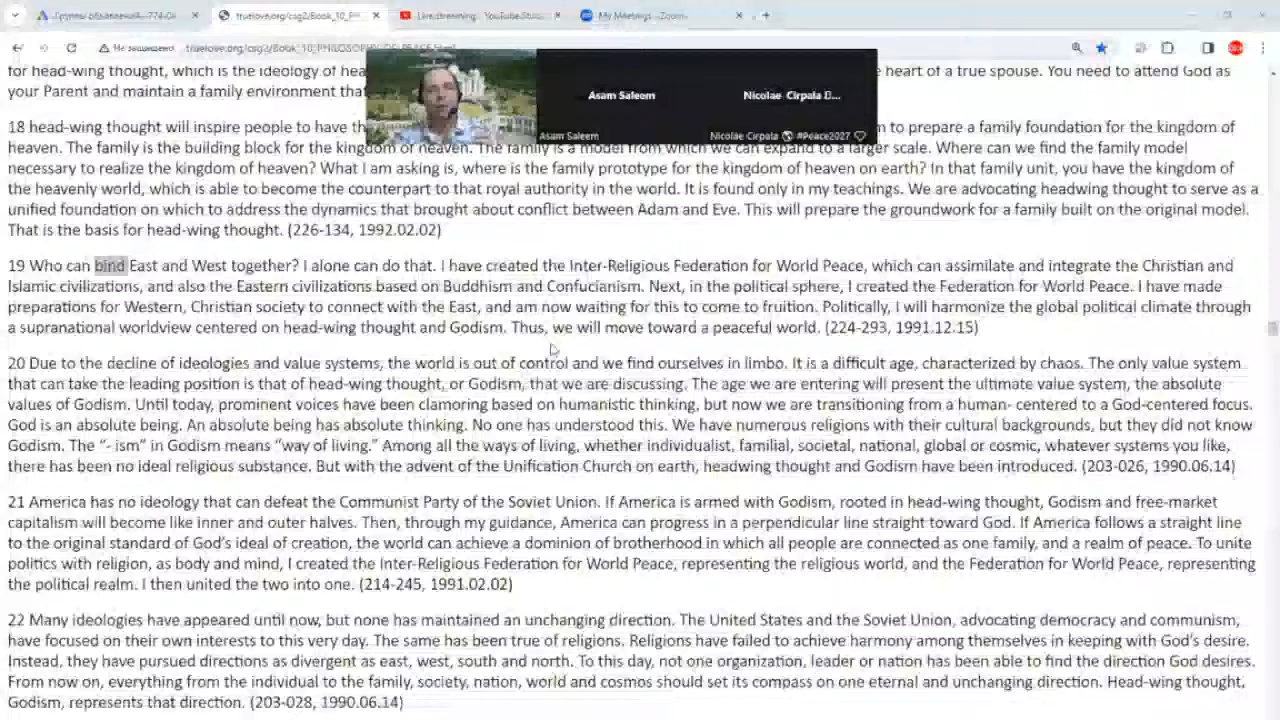 truelove.org/csg2/Book_10_PH
Live streaming - YouTube Studio
My Meetings - Zoom
Не защищено
truelove.org/csg2/Book_10_PHILOSOPHY
for head-wing thought, which is the ideology of hea e heart of a true spouse. You need to attend God as
your Parent and maintain a family environment tha
Asam Saleem
Nicolae Cirpala
Asam Saleem
Nicolae Cirpala #Peace2027
18 head-wing thought will inspire people to have th m to prepare a family foundation for the kingdom of
heaven. The family is the building block for the kingdom of heaven. The family is a model from which we can expand to a larger scale. Where can we find the family model
necessary to realize the kingdom of heaven? What I am asking is, where is the family prototype for the kingdom of heaven on earth? In that family unit, you have the kingdom of
the heavenly world, which is able to become the counterpart to that royal authority in the world. It is found only in my teachings. We are advocating headwing thought to serve as a
unified foundation on which to address the dynamics that brought about conflict between Adam and Eve. This will prepare the groundwork for a family built on the original model.
That is the basis for head-wing thought. (226-134, 1992.02.02)
19 Who can bind East and West together? I alone can do that. I have created the Inter-Religious Federation for World Peace, which can assimilate and integrate the Christian and
Islamic civilizations, and also the Eastern civilizations based on Buddhism and Confucianism. Next, in the political sphere, I created the Federation for World Peace. I have made
preparations for Western, Christian society to connect with the East, and am now waiting for this to come to fruition. Politically, I will harmonize the global political climate through
a supranational worldview centered on head-wing thought and Godism. Thus, we will move toward a peaceful world. (224-293, 1991.12.15)
20 Due to the decline of ideologies and value systems, the world is out of control and we find ourselves in limbo. It is a difficult age, characterized by chaos. The only value system
that can take the leading position is that of head-wing thought, or Godism, that we are discussing. The age we are entering will present the ultimate value system, the absolute
values of Godism. Until today, prominent voices have been clamoring based on humanistic thinking, but now we are transitioning from a human- centered to a God-centered focus.
God is an absolute being. An absolute being has absolute thinking. No one has understood this. We have numerous religions with their cultural backgrounds, but they did not know
Godism. The “- ism” in Godism means “way of living.” Among all the ways of living, whether individualist, familial, societal, national, global or cosmic, whatever systems you like,
there has been no ideal religious substance. But with the advent of the Unification Church on earth, headwing thought and Godism have been introduced. (203-026, 1990.06.14)
21 America has no ideology that can defeat the Communist Party of the Soviet Union. If America is armed with Godism, rooted in head-wing thought, Godism and free-market
capitalism will become like inner and outer halves. Then, through my guidance, America can progress in a perpendicular line straight toward God. If America follows a straight line
to the original standard of God’s ideal of creation, the world can achieve a dominion of brotherhood in which all people are connected as one family, and a realm of peace. To unite
politics with religion, as body and mind, I created the Inter-Religious Federation for World Peace, representing the religious world, and the Federation for World Peace, representing
the political realm. I then united the two into one. (214-245, 1991.02.02)
22 Many ideologies have appeared until now, but none has maintained an unchanging direction. The United States and the Soviet Union, advocating democracy and communism,
have focused on their own interests to this very day. The same has been true of religions. Religions have failed to achieve harmony among themselves in keeping with God’s desire.
Instead, they have pursued directions as divergent as east, west, south and north. To this day, not one organization, leader or nation has been able to find the direction God desires.
From now on, everything from the individual to the family, society, nation, world and cosmos should set its compass on one eternal and unchanging direction. Head-wing thought,
Godism, represents that direction. (203-028, 1990.06.14)